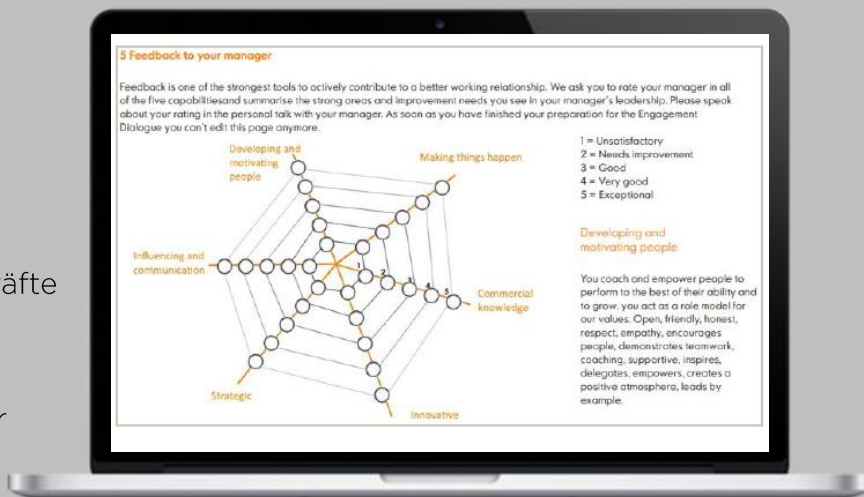 5 Feedback to your manager
Feedback is one of the strongest tools to actively contribute to a better working relationship. We ask you to rate your manager in all
of the five capabilitiesand summarise the strong areas and improvement needs you see in your manager's leadership. Please speak
about your rating in the personal talk with your manager. As soon as you have finished your preparation for the Engagement
Dialogue you can't edit this page anymore.
Developing and
motivating
people
Making things happen
1 = Unsatisfactory
2 = Needs improvement
3 = Good
4 = Very good
5 = Exceptional
Influencing and
communication
1 2 3 4 5
Commercial
knowledge
Strategic
Innovative
Developing and
motivating people
You coach and empower people to
perform to the best of their ability and
to grow, you act as a role model for
our values. Open, friendly, honest,
respect, empathy, encourages
people, demonstrates teamwork,
coaching, supportive, inspires,
delegates, empowers, creates a
positive atmosphere, leads by
example.
äfte